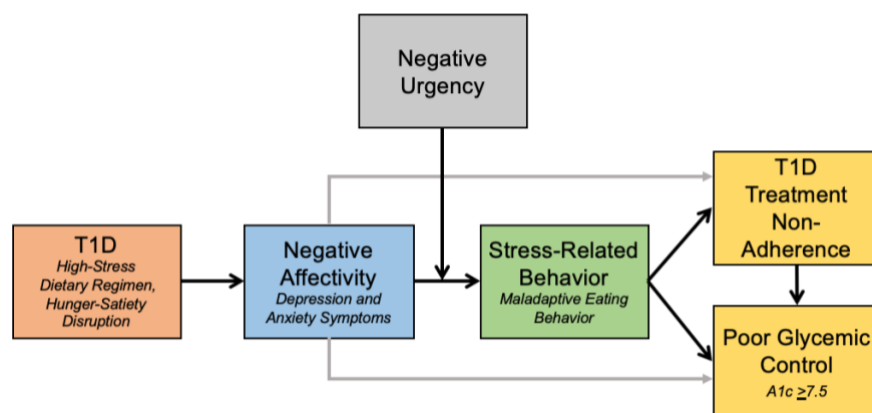 Negative
Urgency
T1D
Treatment
Non-
Adherence
T1D
High-Stress
Dietary Regimen,
Hunger-Satiety
Disruption
Negative
Affectivity
Depression and
Anxiety Symptoms
Stress-Related
Behavior
Maladaptive Eating
Behavior
Poor Glycemic
Control
A1c ≥7.5